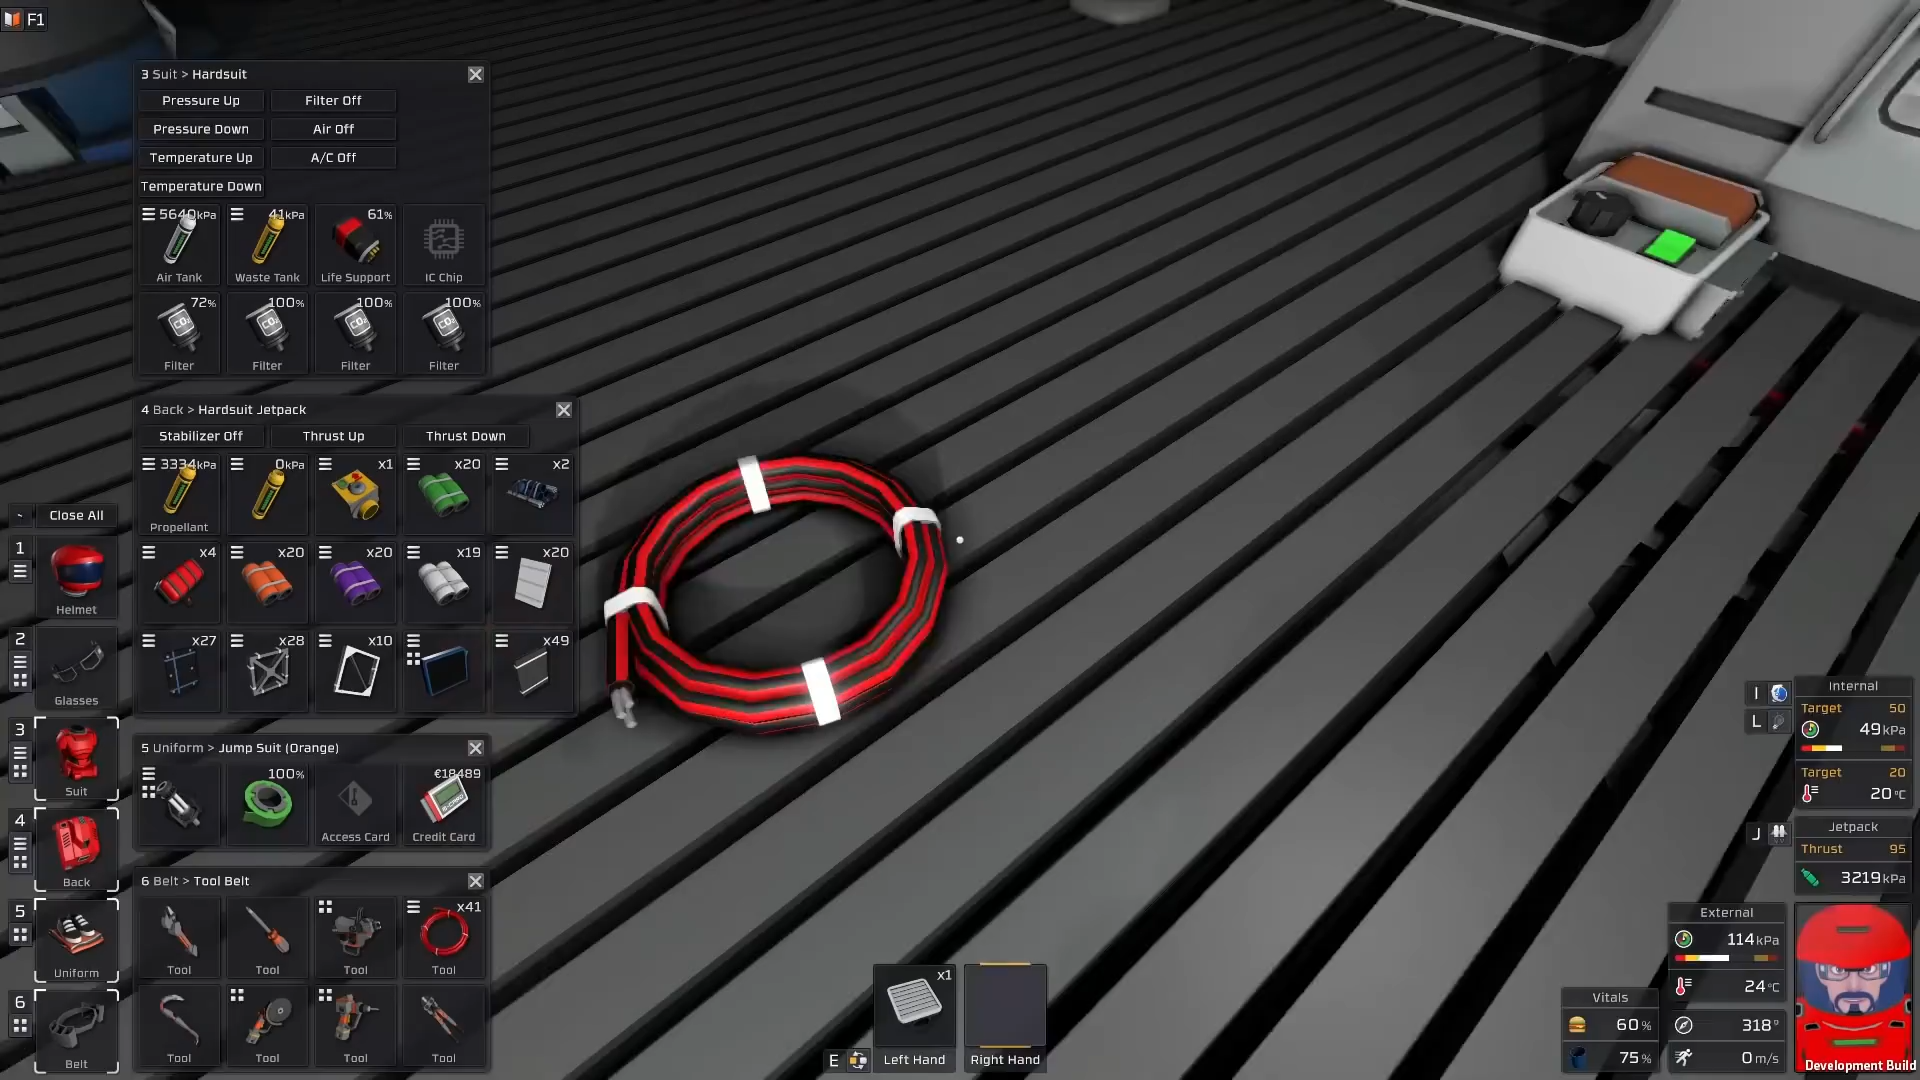 F1
3 Suit > Hardsuit
Pressure Up
Filter Off
Pressure Down
Air Off
Temperature Up
A/C Off
Temperature Down
5640kPa
41kPa
61%
Air Tank
Waste Tank
Life Support
IC Chip
72%
100%
100%
100%
CO₂
CO₂
CO₂
CO₂
Filter
Filter
Filter
Filter
4 Back > Hardsuit Jetpack
Stabilizer Off
Thrust Up
Thrust Down
3334kPa
0kPa
x1
x20
x2
Propellant
x4
x20
x20
x19
x20
x27
x28
x10
x49
5 Uniform > Jump Suit (Orange)
100%
€18489
Access Card
Credit Card
6 Belt > Tool Belt
x41
Tool
Tool
Tool
Tool
Tool
Tool
Tool
Tool
~
Close All
1
Helmet
2
Glasses
3
Suit
4
Back
5
Uniform
6
Belt
x1
E
Left Hand
Right Hand
I
L
Internal
Target 50
49kPa
Target 20
20°C
J
Jetpack
Thrust 95
3219kPa
External
114kPa
24°C
318°
0m/s
Vitals
60%
75%
Development Build